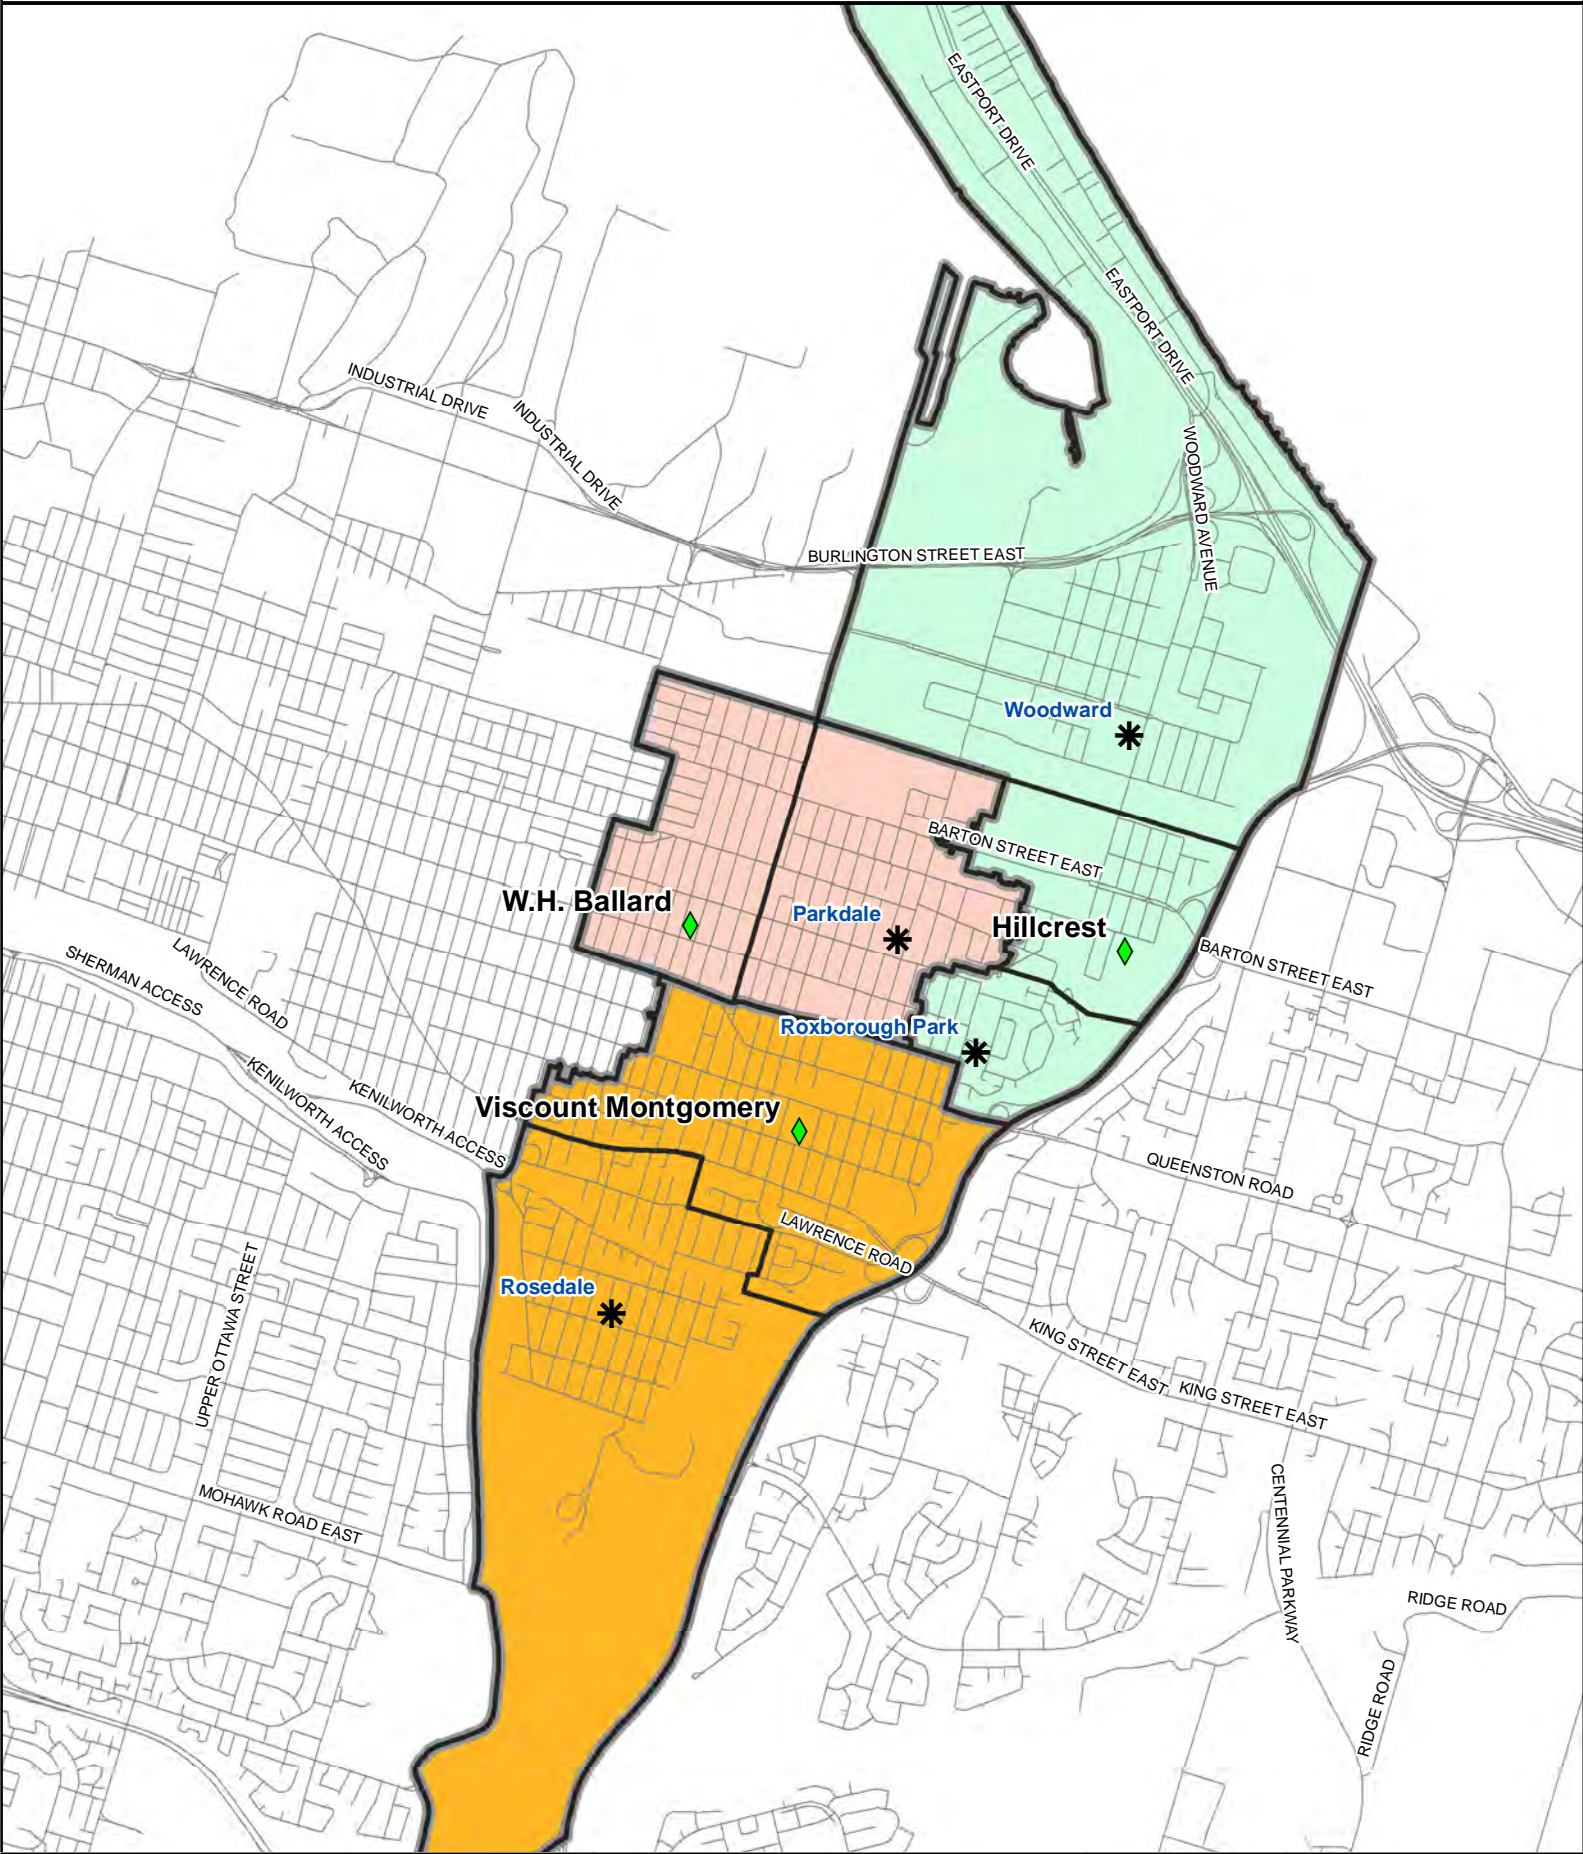 EASTPORT DRIVE
EASTPORT DRIVE
INDUSTRIAL DRIVE
INDUSTRIAL DRIVE
WOODWARD AVENUE
BURLINGTON STREET EAST
Woodward
BARTON STREET EAST
W.H. Ballard
Parkdale
Hillcrest
BARTON STREET EAST
LAWRENCE ROAD
SHERMAN ACCESS
Roxborough Park
KENILWORTH ACCESS
KENILWORTH ACCESS
Viscount Montgomery
QUEENSTON ROAD
LAWRENCE ROAD
UPPER OTTAWA STREET
Rosedale
KING STREET EAST
KING STREET EAST
MOHAWK ROAD EAST
CENTENNIAL PARKWAY
RIDGE ROAD
RIDGE ROAD